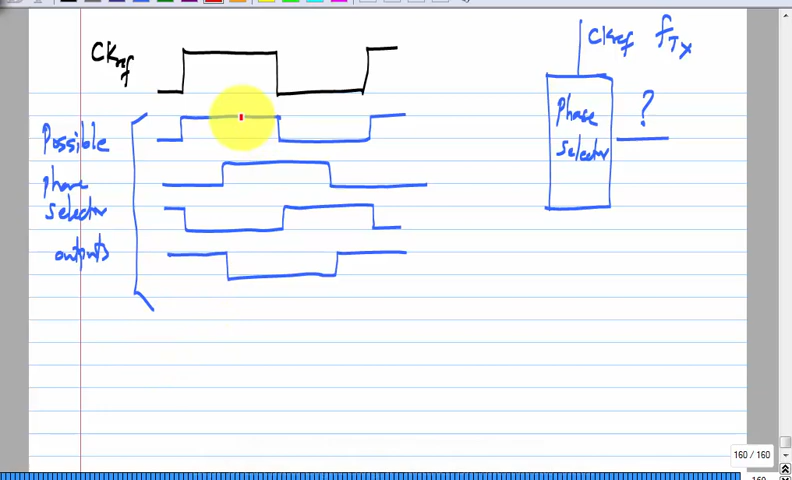 CKref
CKref fTx
Phase
Selector
?
Possible
phase
selector
outputs
160 / 160